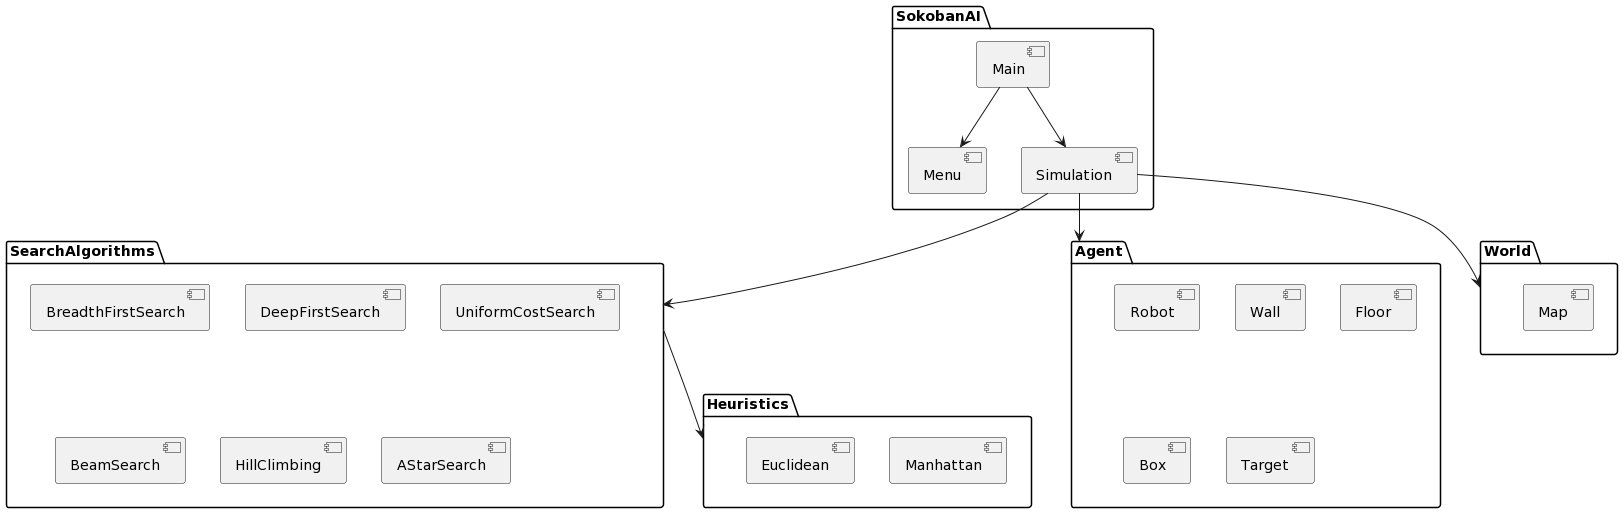 SokobanAI
Main
Menu
Simulation
SearchAlgorithms
BreadthFirstSearch
DeepFirstSearch
UniformCostSearch
BeamSearch
HillClimbing
AStarSearch
Heuristics
Euclidean
Manhattan
Agent
Robot
Wall
Floor
Box
Target
World
Map